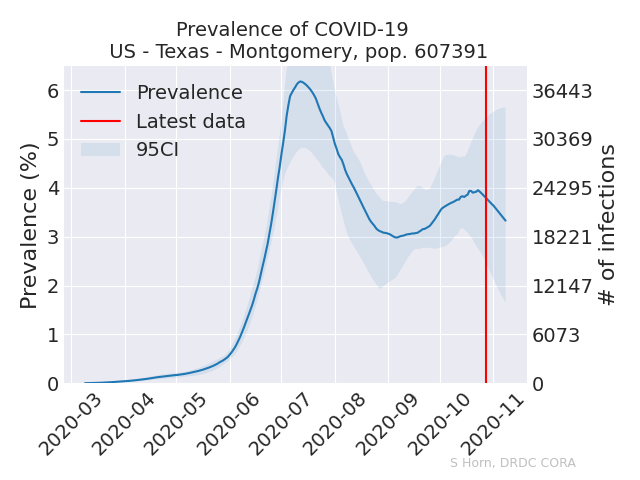 Prevalence of COVID-19
US - Texas - Montgomery, pop. 607391
Prevalence
Latest data
95CI
Prevalence (%)
6
5
4
3
2
1
0
36443
30369
24295
18221
12147
6073
0
# of infections
2020-03
2020-04
2020-05
2020-06
2020-07
2020-08
2020-09
2020-10
2020-11
S Horn, DRDC CORA